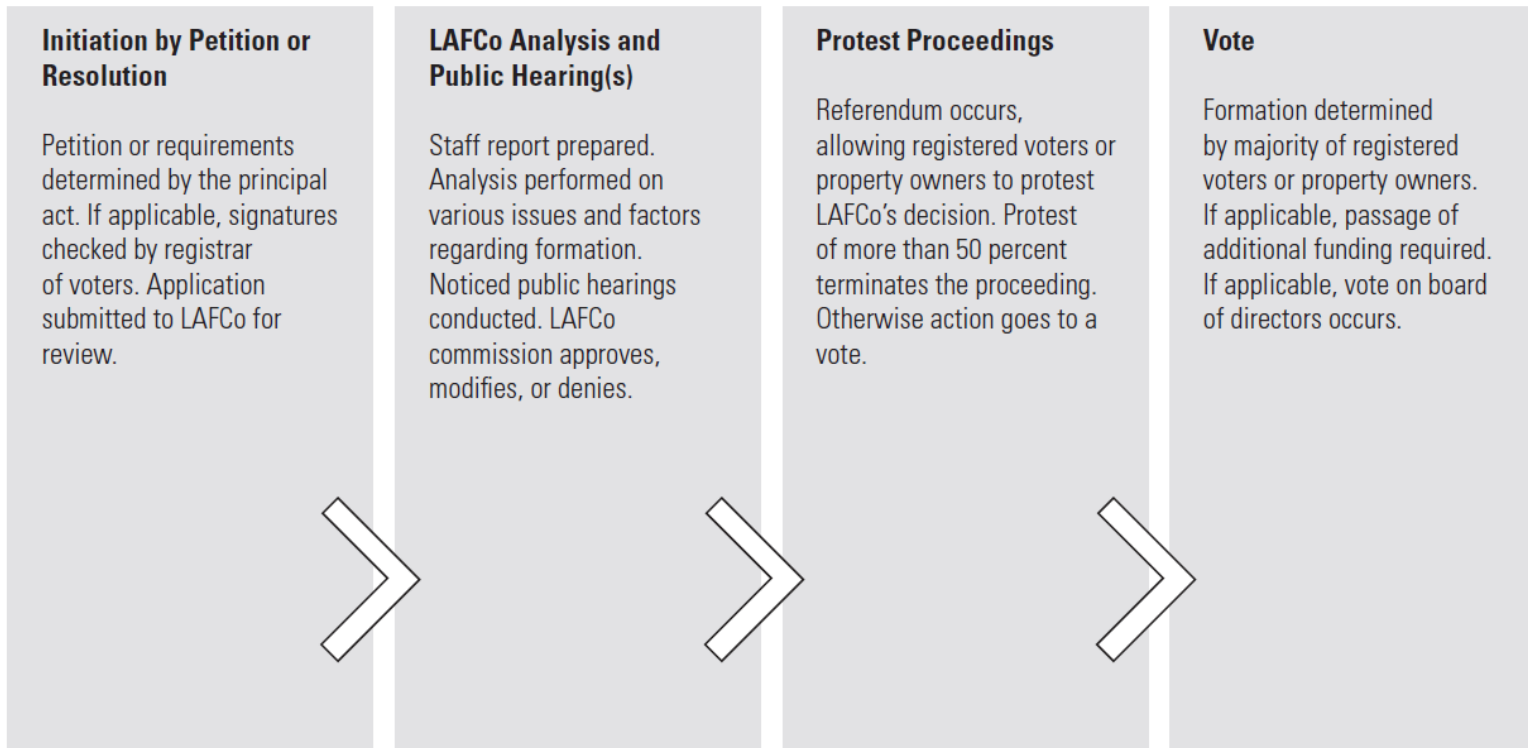 Initiation by Petition or
Resolution
Petition or requirements
determined by the principal
act. If applicable, signatures
checked by registrar
of voters. Application
submitted to LAFCo for
review.
LAFCo Analysis and
Public Hearing(s)
Staff report prepared.
Analysis performed on
various issues and factors
regarding formation.
Noticed public hearings
conducted. LAFCo
commission approves,
modifies, or denies.
Protest Proceedings
Referendum occurs,
allowing registered voters or
property owners to protest
LAFCo’s decision. Protest
of more than 50 percent
terminates the proceeding.
Otherwise action goes to a
vote.
Vote
Formation determined
by majority of registered
voters or property owners.
If applicable, passage of
additional funding required.
If applicable, vote on board
of directors occurs.